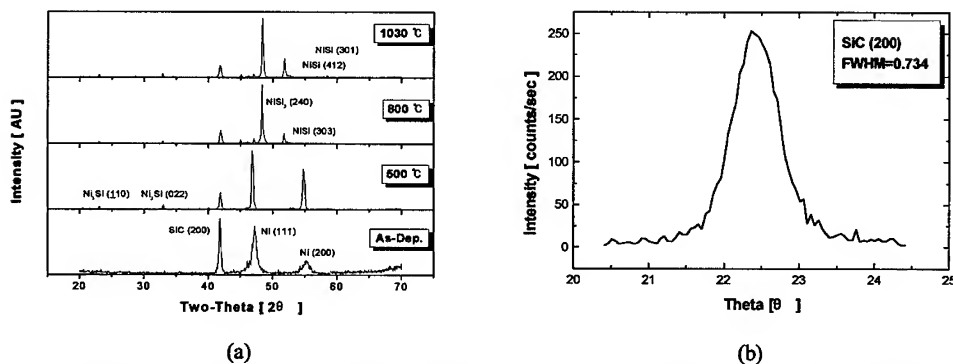 1030 ℃
NiSi (301)
NiSi (412)
800 ℃
NiSi₂ (240)
NiSi (303)
500 ℃
Ni₂Si (022)
As-Dep.
SiC (200)
Ni (111)
Ni (200)
Intensity [ AU ]
20 30 40 50 60 70
Two-Theta [ 2θ ]
(a)
SiC (200)
FWHM=0.734
250
200
150
100
50
0
Intensity [ counts/sec]
20 21 22 23 24 25
Theta [θ ]
(b)